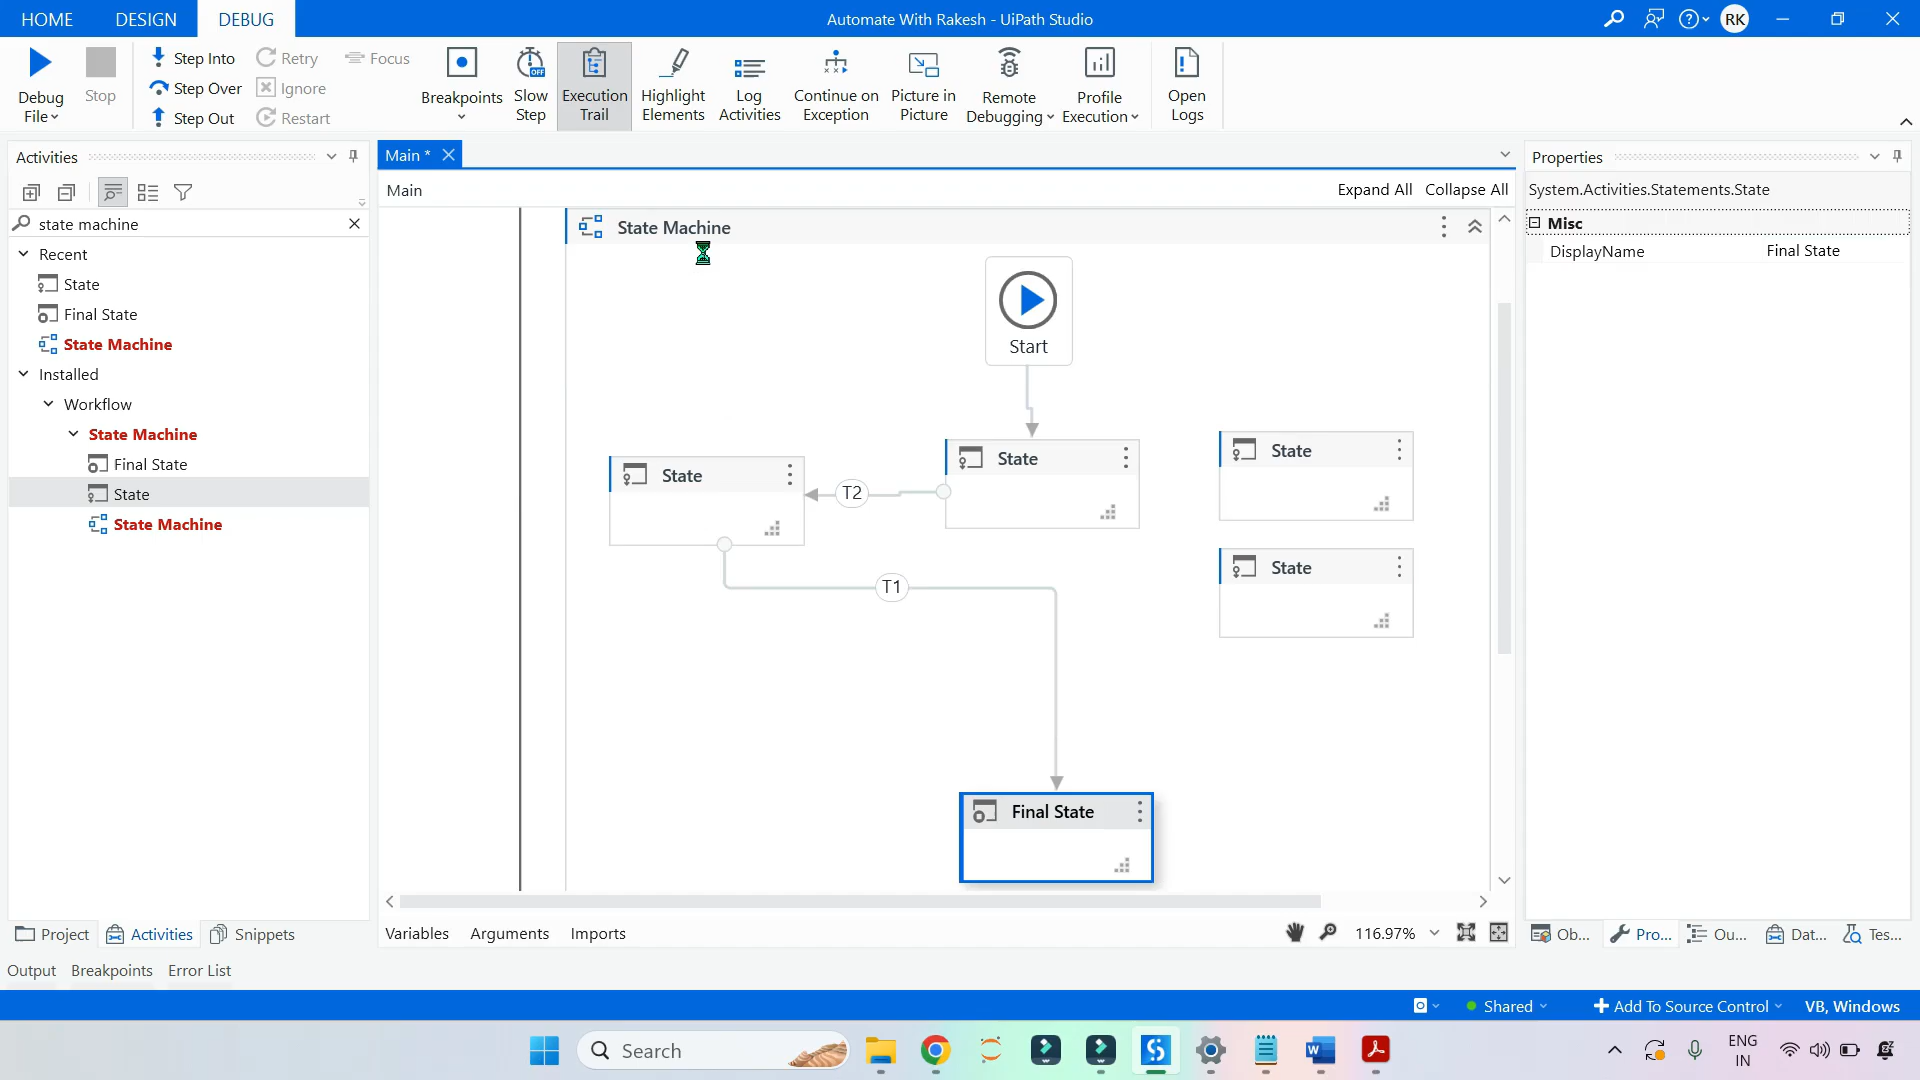 HOME DESIGN DEBUG Automate With Rakesh - UiPath Studio RK
Debug File
Stop
Step Into
Step Over
Step Out
Retry
Ignore
Restart
Focus
Breakpoints
Slow Step
OFF
Execution Trail
Highlight Elements
Log Activities
Continue on Exception
Picture in Picture
Remote Debugging
Profile Execution
Open Logs
Activities
state machine
Recent
State
Final State
State Machine
Installed
Workflow
State Machine
Final State
State
State Machine
Project Activities Snippets
Main *
Main Expand All Collapse All
State Machine
Start
State
T2
State
State
State
T1
Final State
Variables Arguments Imports 116.97%
Properties
System.Activities.Statements.State
Misc
DisplayName Final State
Ob... Pro... Ou... Dat... Tes...
Output Breakpoints Error List
Shared Add To Source Control VB, Windows
Search
ENG
IN